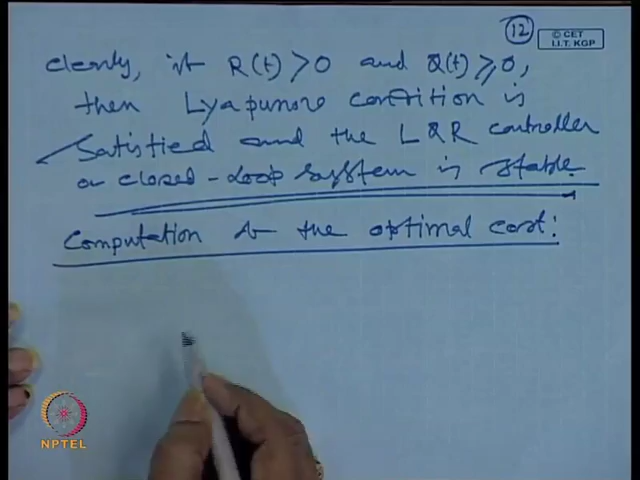 12
© CET
I.I.T. KGP
clearly, if R(t) > 0 and Q(t) ⩾ 0,
then Lyapunov condition is
satisfied and the LQR controller
or closed-loop system is stable
Computation of the optimal cost:
NPTEL